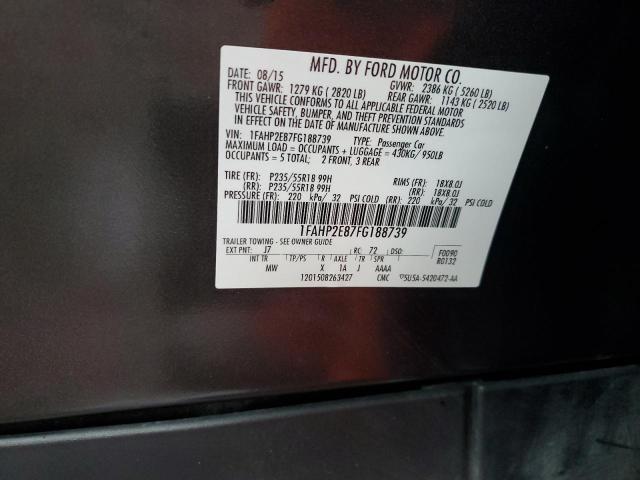 MFD. BY FORD MOTOR CO.
DATE: 08/15 GVWR: 2386 KG ( 5260 LB)
FRONT GAWR: 1279 KG ( 2820 LB) REAR GAWR: 1143 KG ( 2520 LB)
THIS VEHICLE CONFORMS TO ALL APPLICABLE FEDERAL MOTOR
VEHICLE SAFETY, BUMPER, AND THEFT PREVENTION STANDARDS
IN EFFECT ON THE DATE OF MANUFACTURE SHOWN ABOVE.
VIN: 1FAHP2E87FG188739 TYPE: Passenger Car
MAXIMUM LOAD = OCCUPANTS + LUGGAGE = 430KG/ 950LB
OCCUPANTS = 5 TOTAL; 2 FRONT, 3 REAR
TIRE (FR): P235/55R18 99H RIMS (FR): 18X8.0J
(RR): P235/55R18 99H (RR): 18X8.0J
PRESSURE (FR): 220 kPa/ 32 PSI COLD (RR): 220 kPa/ 32 PSI COLD
1FAHP2E87FG188739
TRAILER TOWING - SEE OWNER GUIDE
EXT PNT: J7 RC: 72 DSO: F0090
INT TR TP/PS R AXLE TR SPR R0132
MW X 1A J AAAA
1201508263427 CMC 5U5A-5420472-AA